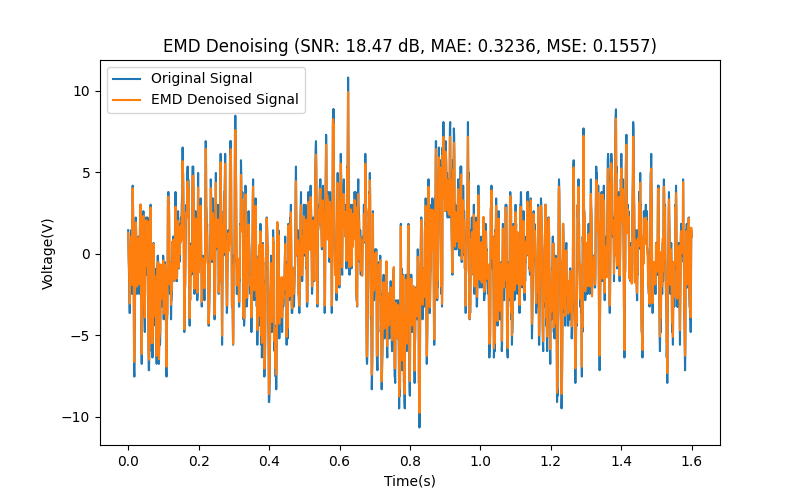 EMD Denoising (SNR: 18.47 dB, MAE: 0.3236, MSE: 0.1557)
Original Signal
EMD Denoised Signal
Voltage(V)
10
5
0
−5
−10
0.0 0.2 0.4 0.6 0.8 1.0 1.2 1.4 1.6
Time(s)